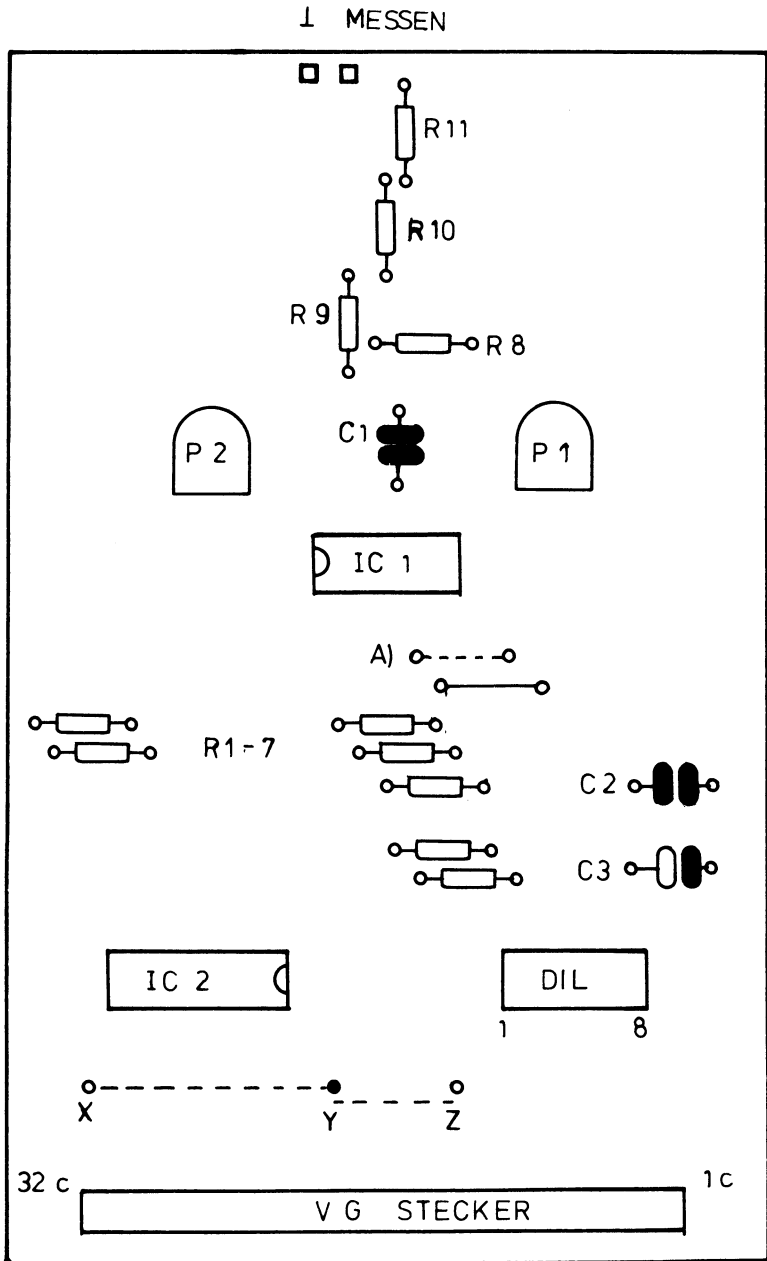 ⊥ MESSEN
R11
R10
R9
R8
P2
C1
P1
IC 1
A)
R1-7
C2
C3
IC 2
DIL
1 8
X Y Z
32 c 1c
VG STECKER